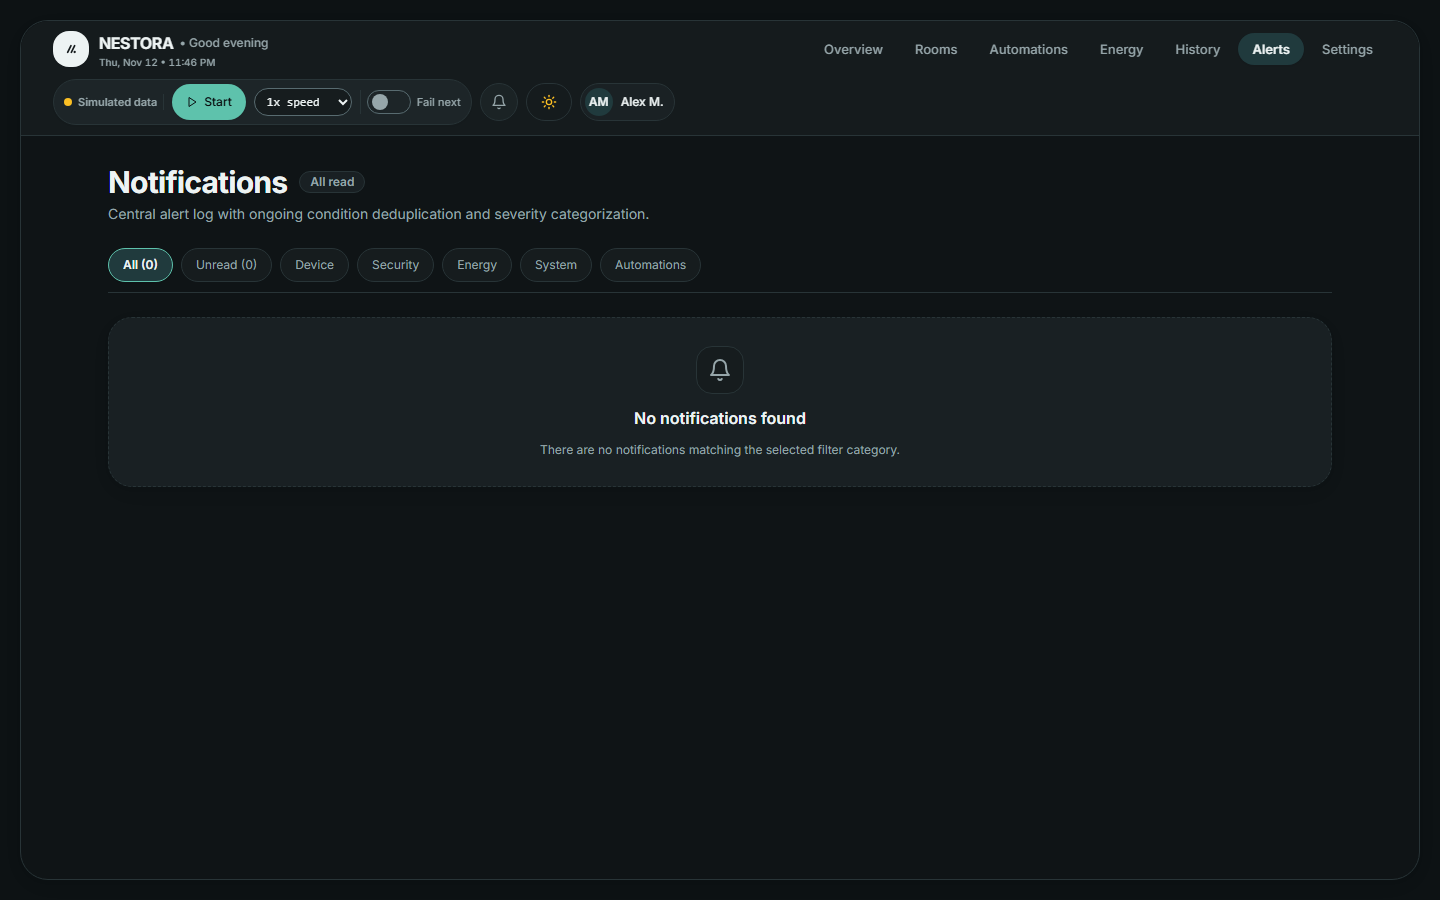 NESTORA • Good evening
Thu, Nov 12 • 11:46 PM
Overview Rooms Automations Energy History Alerts Settings
Simulated data Start 1x speed Fail next AM Alex M.
Notifications All read
Central alert log with ongoing condition deduplication and severity categorization.
All (0) Unread (0) Device Security Energy System Automations
No notifications found
There are no notifications matching the selected filter category.